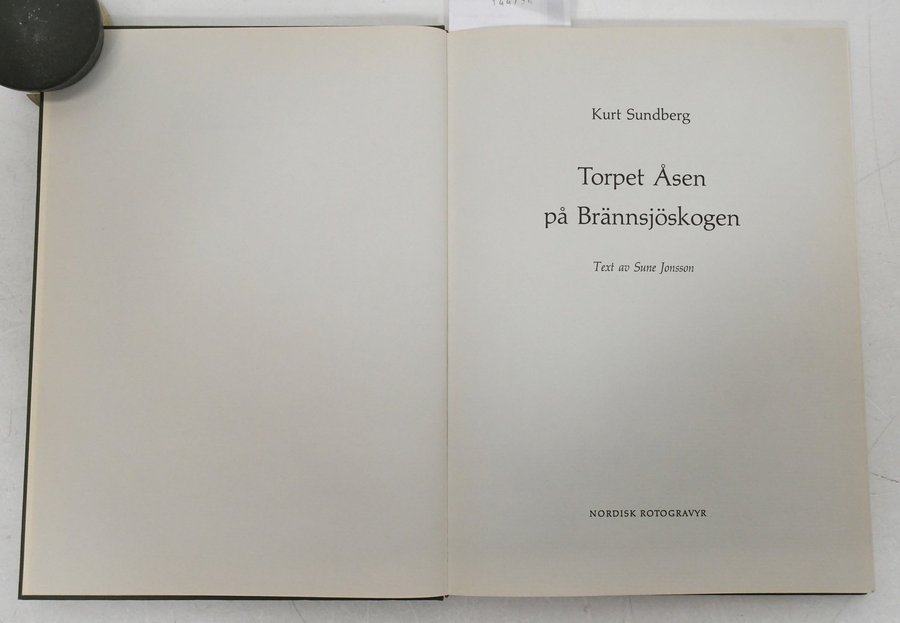 Kurt Sundberg
Torpet Åsen
på Brännsjöskogen
Text av Sune Jonsson
NORDISK ROTOGRAVYR